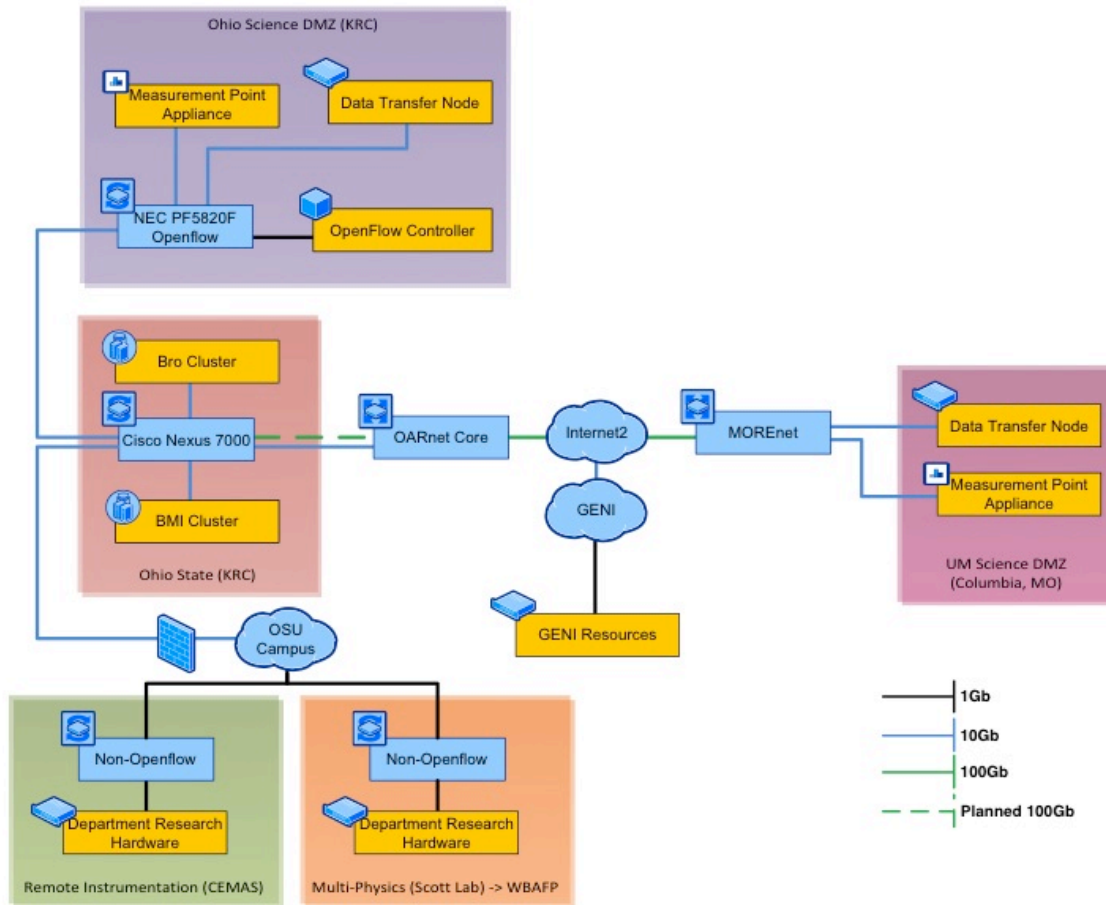 Ohio Science DMZ (KRC)
Measurement Point
Appliance
Data Transfer Node
NEC PF5820F
Openflow
OpenFlow Controller
Bro Cluster
Cisco Nexus 7000
BMI Cluster
Ohio State (KRC)
OARnet Core
Internet2
GENI
GENI Resources
MOREnet
Data Transfer Node
Measurement Point
Appliance
UM Science DMZ
(Columbia, MO)
OSU
Campus
Non-Openflow
Department Research
Hardware
Remote Instrumentation (CEMAS)
Non-Openflow
Department Research
Hardware
Multi-Physics (Scott Lab) -> WBAFP
1Gb
10Gb
100Gb
Planned 100Gb